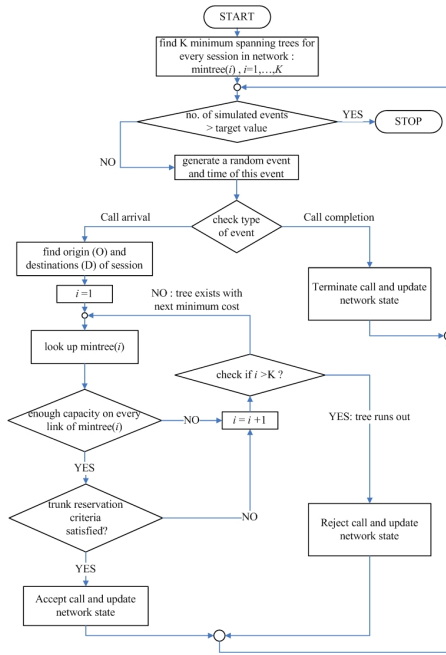 START
find K minimum spanning trees for
every session in network :
mintree(i) , i=1,...,K
no. of simulated events
> target value
YES
STOP
NO
generate a random event
and time of this event
check type
of event
Call arrival
Call completion
find origin (O) and
destinations (D) of session
Terminate call and update
network state
i =1
NO : tree exists with
next minimum cost
look up mintree(i)
check if i >K ?
enough capacity on every
link of mintree(i)
NO
i = i +1
YES: tree runs out
YES
trunk reservation
criteria
satisfied?
NO
Reject call and update
network state
YES
Accept call and update
network state